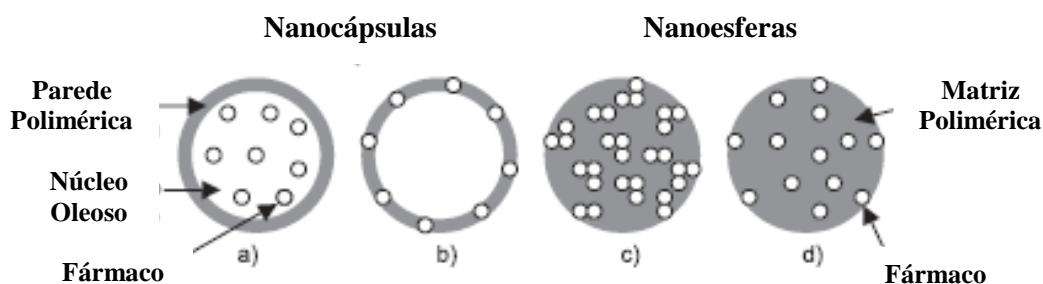 Nanocápsulas
Nanoesferas
Parede
Polimérica
Núcleo
Oleoso
Fármaco
Matriz
Polimérica
Fármaco
a)
b)
c)
d)